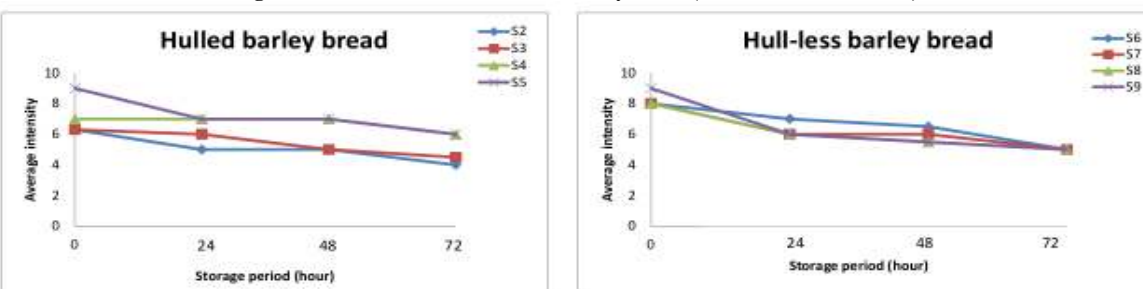 Hulled barley bread
S2
S3
S4
S5
10
8
6
4
2
0
Average intensity
0 24 48 72
Storage period (hour)
Hull-less barley bread
S6
S7
S8
S9
10
8
6
4
2
0
Average intensity
0 24 48 72
Storage period (hour)